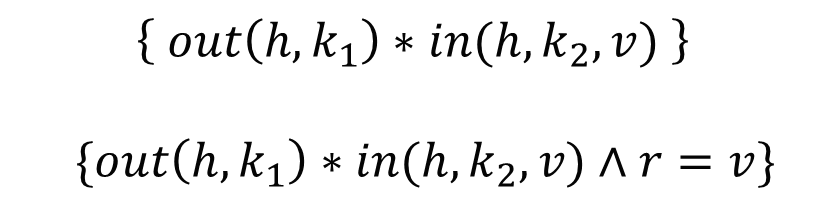 { out(h, k₁) ∗ in(h, k₂, v) }
{out(h, k₁) ∗ in(h, k₂, v) ∧ r = v}